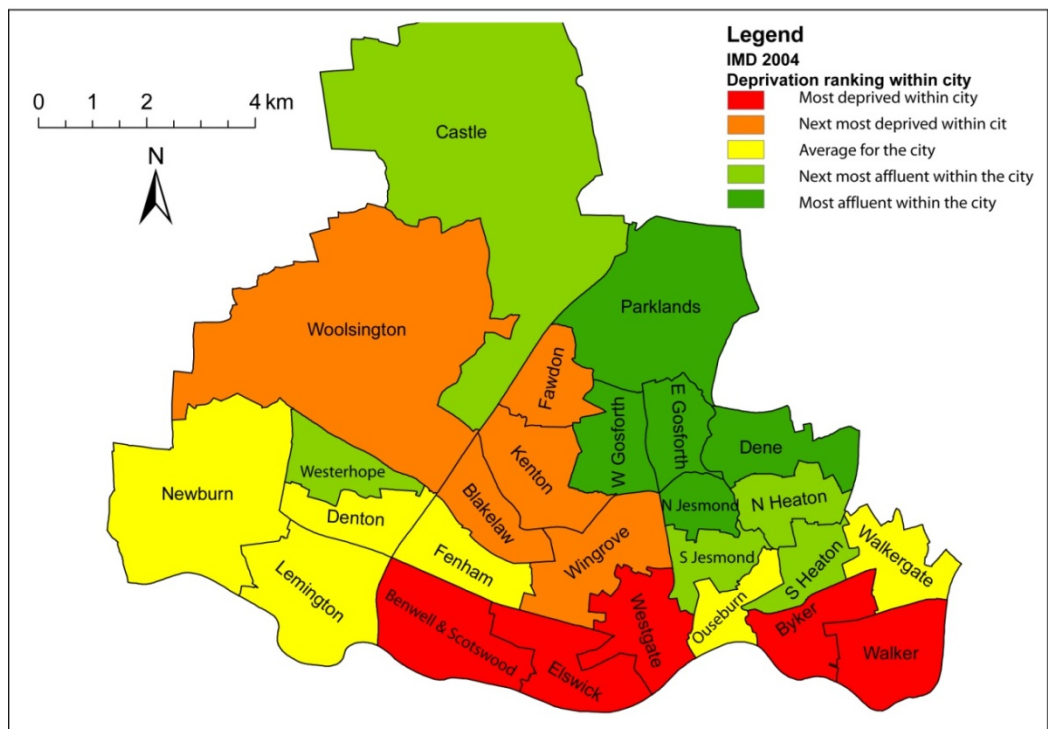 Legend
IMD 2004
Deprivation ranking within city
Most deprived within city
Next most deprived within cit
Average for the city
Next most affluent within the city
Most affluent within the city
0 1 2 4 km
N
Castle
Parklands
Woolsington
Fawdon
E Gosforth
W Gosforth
Dene
Kenton
Westerhope
Newburn
Blakelaw
N Jesmond
N Heaton
Denton
Fenham
Wingrove
S Jesmond
S Heaton
Walkergate
Lemington
Benwell & Scotswood
Westgate
Ouseburn
Byker
Elswick
Walker